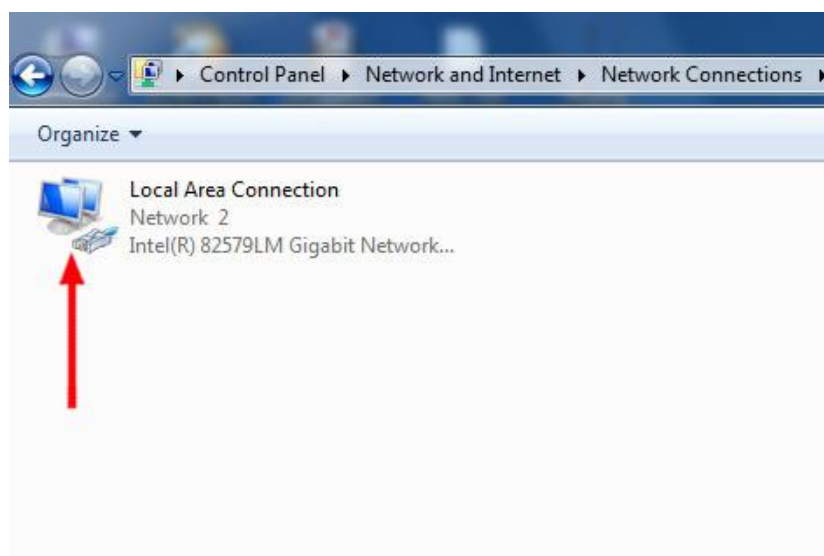 Control Panel Network and Internet Network Connections
Organize
Local Area Connection
Network 2
Intel(R) 82579LM Gigabit Network...